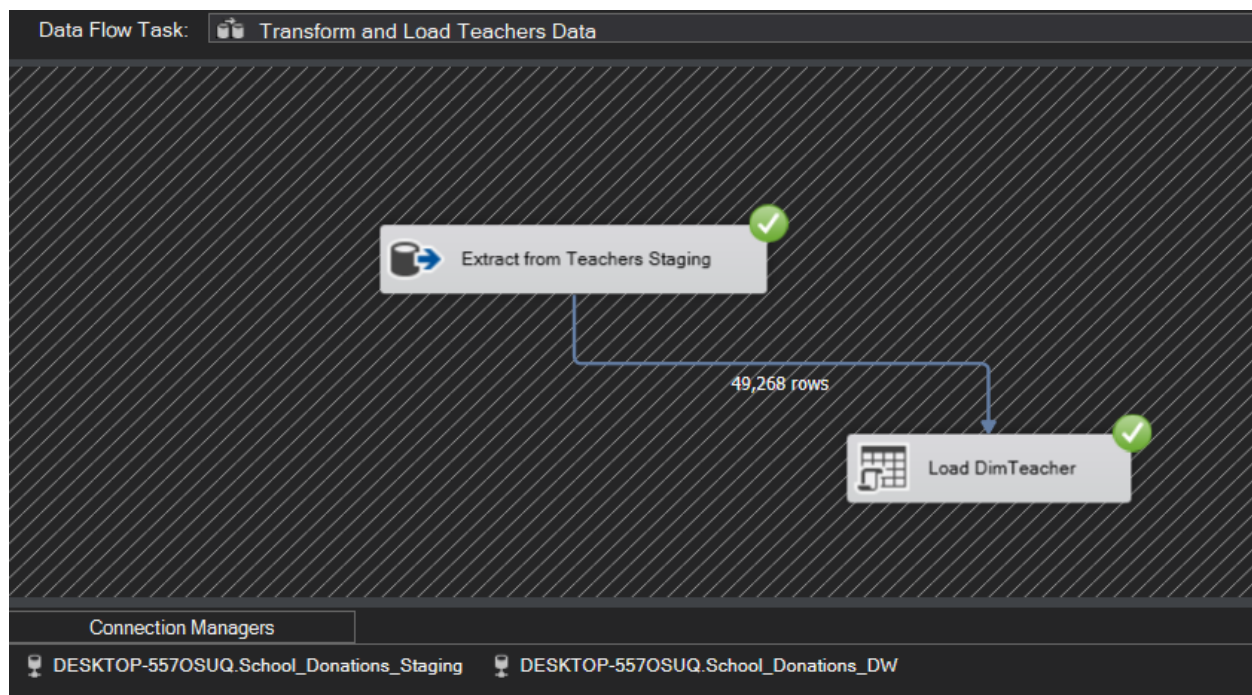 Data Flow Task: Transform and Load Teachers Data
Extract from Teachers Staging
49,268 rows
Load DimTeacher
Connection Managers
DESKTOP-557OSUQ.School_Donations_Staging DESKTOP-557OSUQ.School_Donations_DW